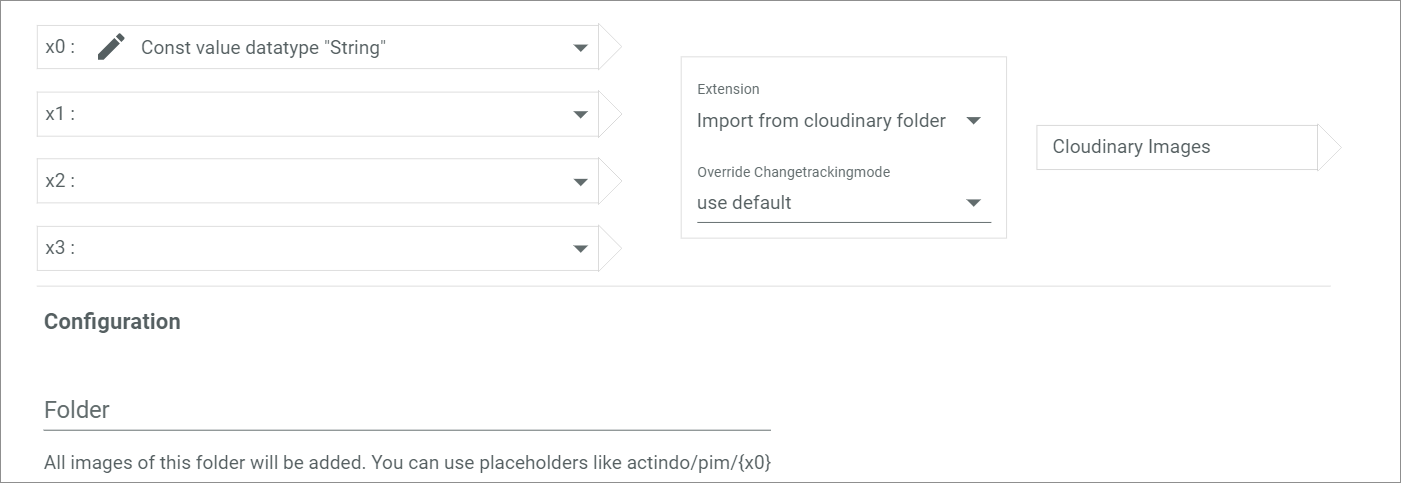 x0 : Const value datatype "String"
x1 :
x2 :
x3 :
Extension
Import from cloudinary folder
Override Changetrackingmode
use default
Cloudinary Images
Configuration
Folder
All images of this folder will be added. You can use placeholders like actindo/pim/{x0}